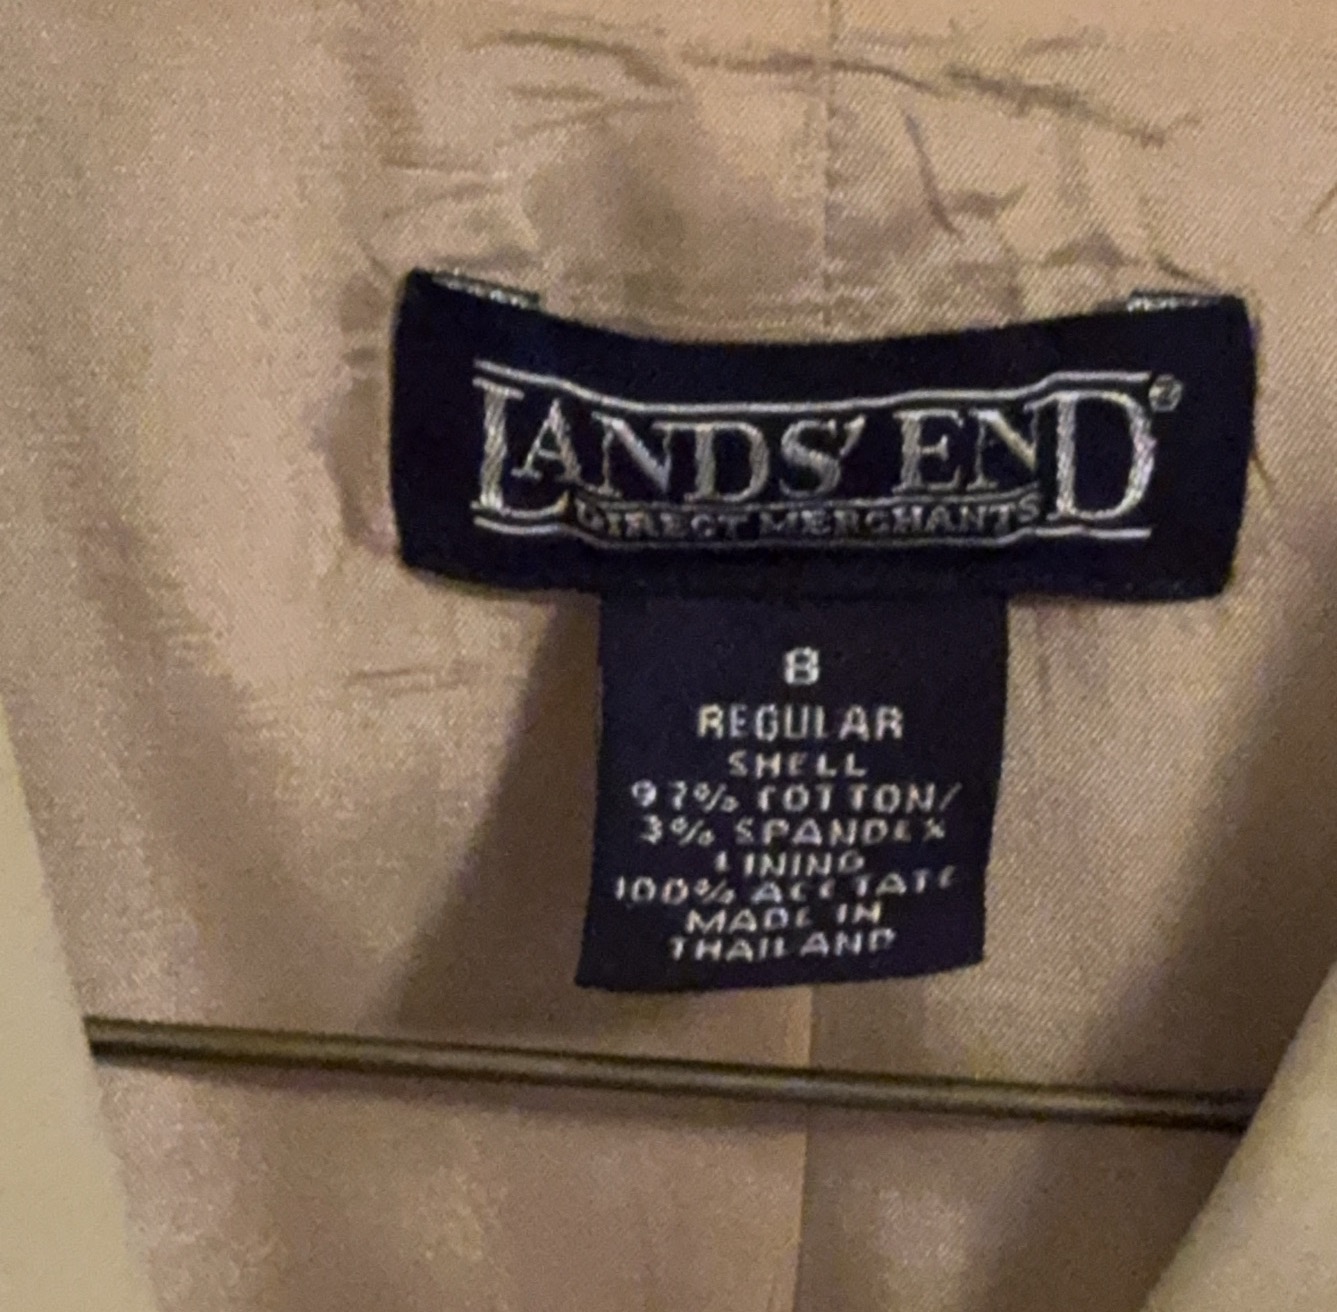 LANDS' END®
DIRECT MERCHANTS
8
REGULAR
SHELL
97% COTTON/
3% SPANDEX
LINING
100% ACETATE
MADE IN
THAILAND